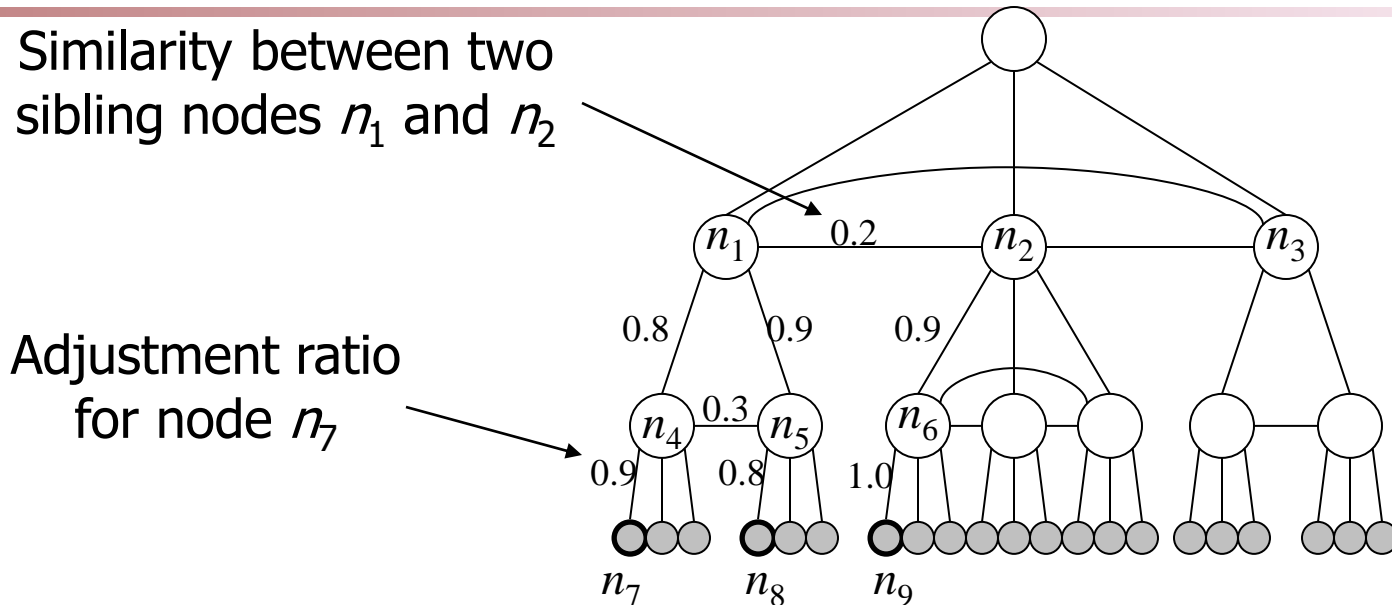 Similarity between two
sibling nodes n₁ and n₂
0.2
n₁
n₂
n₃
Adjustment ratio
for node n₇
0.8
0.9
0.9
n₄
0.3
n₅
n₆
0.9
0.8
1.0
n₇
n₈
n₉